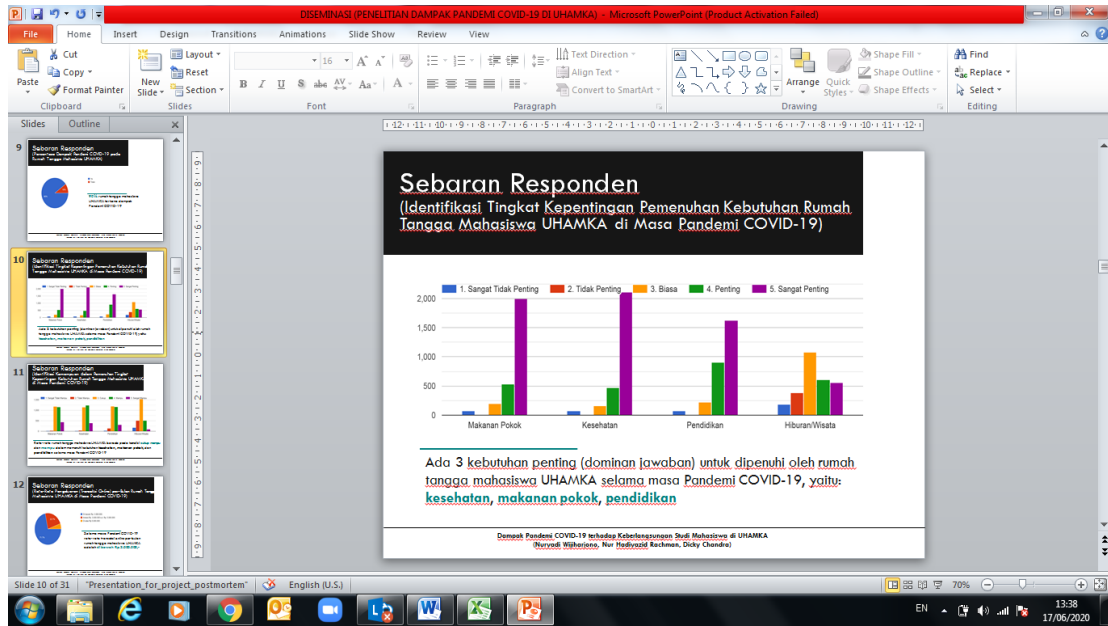 DISEMINASI (PENELITIAN DAMPAK PANDEMI COVID-19 DI UHAMKA) - Microsoft PowerPoint (Product Activation Failed)
File Home Insert Design Transitions Animations Slide Show Review View
Paste
Cut
Copy
Format Painter
Clipboard
New Slide
Layout
Reset
Section
Slides
16
Font
Text Direction
Align Text
Convert to SmartArt
Paragraph
Arrange
Quick Styles
Shape Fill
Shape Outline
Shape Effects
Drawing
Find
Replace
Select
Editing
Slides Outline
9
Sebaran Responden
10
Sebaran Responden
11
Sebaran Responden
12
Sebaran Responden
Sebaran Responden
(Identifikasi Tingkat Kepentingan Pemenuhan Kebutuhan Rumah
Tangga Mahasiswa UHAMKA di Masa Pandemi COVID-19)
1. Sangat Tidak Penting 2. Tidak Penting 3. Biasa 4. Penting 5. Sangat Penting
2,000
1,500
1,000
500
0
Makanan Pokok Kesehatan Pendidikan Hiburan/Wisata
Ada 3 kebutuhan penting (dominan jawaban) untuk dipenuhi oleh rumah
tangga mahasiswa UHAMKA selama masa Pandemi COVID-19, yaitu:
kesehatan, makanan pokok, pendidikan
Dampak Pandemi COVID-19 terhadap Keberlangsungan Studi Mahasiswa di UHAMKA
(Nuryadi Wijiharjono, Nur Hadiyazid Rachman, Dicky Chandra)
Slide 10 of 31 "Presentation_for_project_postmortem" English (U.S.) 70%
EN
13:38
17/06/2020